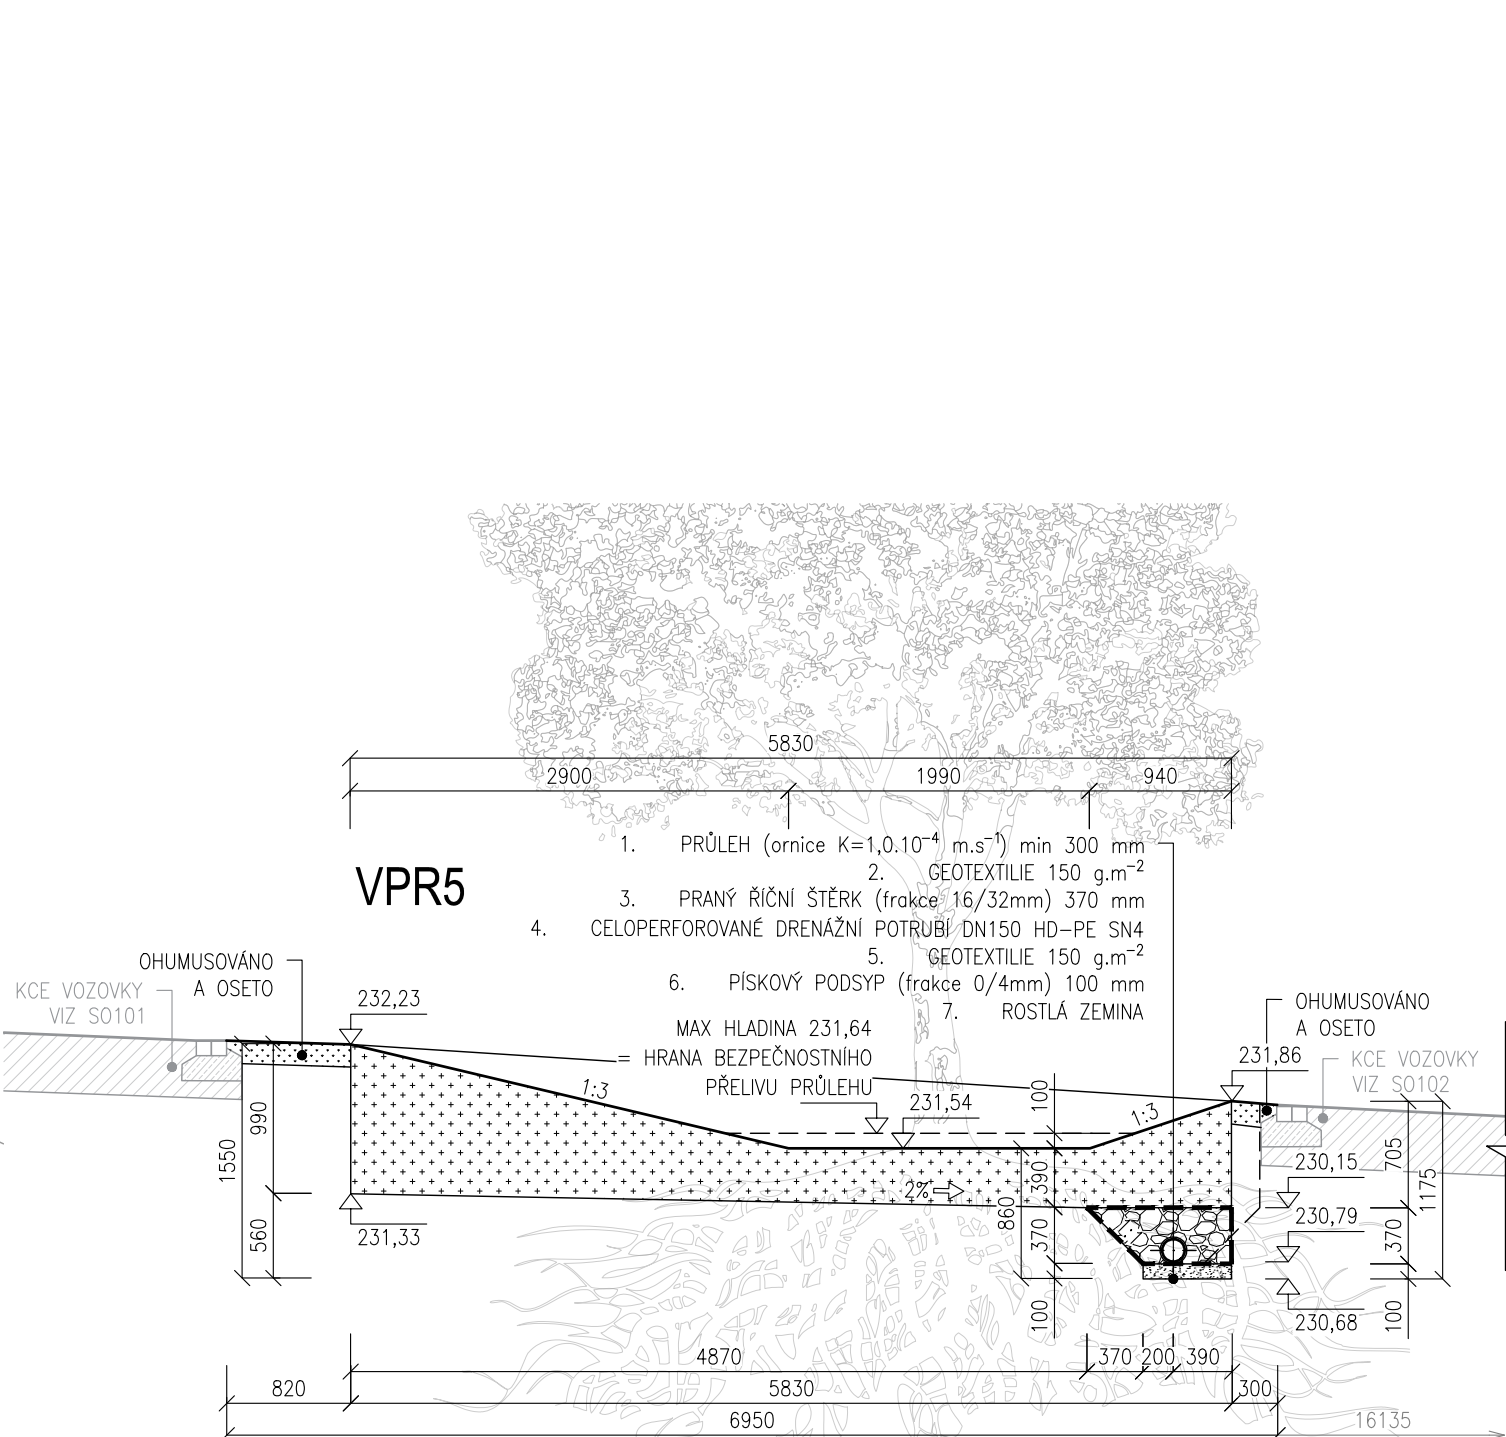 5830
2900
1990
940
1. PRŮLEH (ornice K=1,0.10⁻⁴ m.s⁻¹) min 300 mm
2. GEOTEXTILIE 150 g.m⁻²
3. PRANÝ ŘÍČNÍ ŠTĚRK (frakce 16/32mm) 370 mm
4. CELOPERFOROVANÉ DRENÁŽNÍ POTRUBÍ DN150 HD-PE SN4
5. GEOTEXTILIE 150 g.m⁻²
6. PÍSKOVÝ PODSYP (frakce 0/4mm) 100 mm
7. ROSTLÁ ZEMINA
VPR5
OHUMUSOVÁNO
A OSETO
KCE VOZOVKY
VIZ SO101
232,23
MAX HLADINA 231,64
= HRANA BEZPEČNOSTNÍHO
PŘELIVU PRŮLEHU
OHUMUSOVÁNO
A OSETO
231,86
KCE VOZOVKY
VIZ SO102
1:3
231,54
100
1:3
990
1550
560
231,33
2%
390
860
370
100
230,15
230,79
230,68
705
1175
370
100
4870
370
200
390
820
5830
300
6950
16135